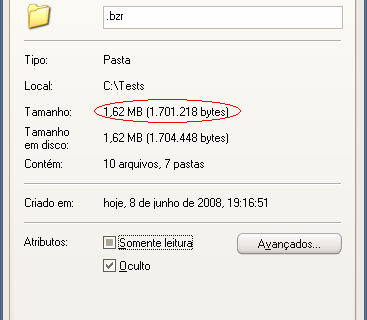 .bzr
Tipo: Pasta
Local: C:\Tests
Tamanho: 1,62 MB (1.701.218 bytes)
Tamanho
em disco: 1,62 MB (1.704.448 bytes)
Contém: 10 arquivos, 7 pastas
Criado em: hoje, 8 de junho de 2008, 19:16:51
Atributos: Somente leitura Avançados...
Oculto